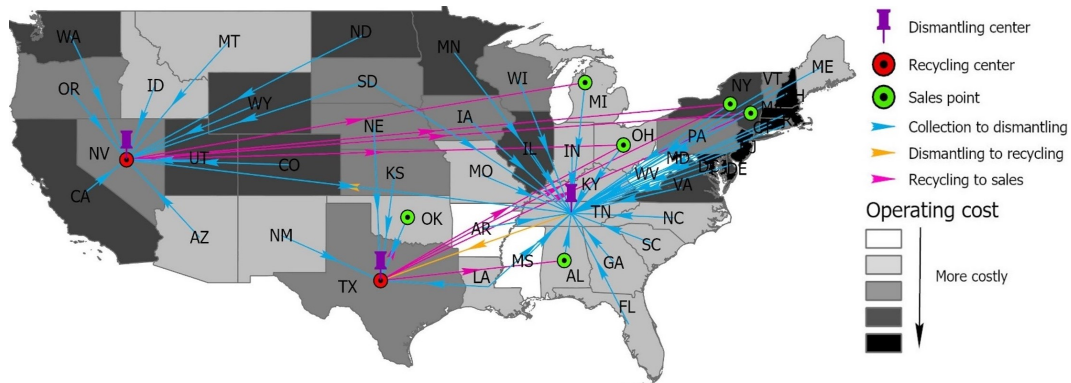 WA
MT
ND
MN
ME
OR
ID
SD
WI
NY
VT
WY
MI
IA
NE
OH
PA
NV
UT
CO
IL
IN
MD
KS
MO
WV
DE
CA
KY
VA
AZ
NM
OK
AR
TN
NC
SC
MS
TX
LA
AL
GA
FL
Dismantling center
Recycling center
Sales point
Collection to dismantling
Dismantling to recycling
Recycling to sales
Operating cost
More costly